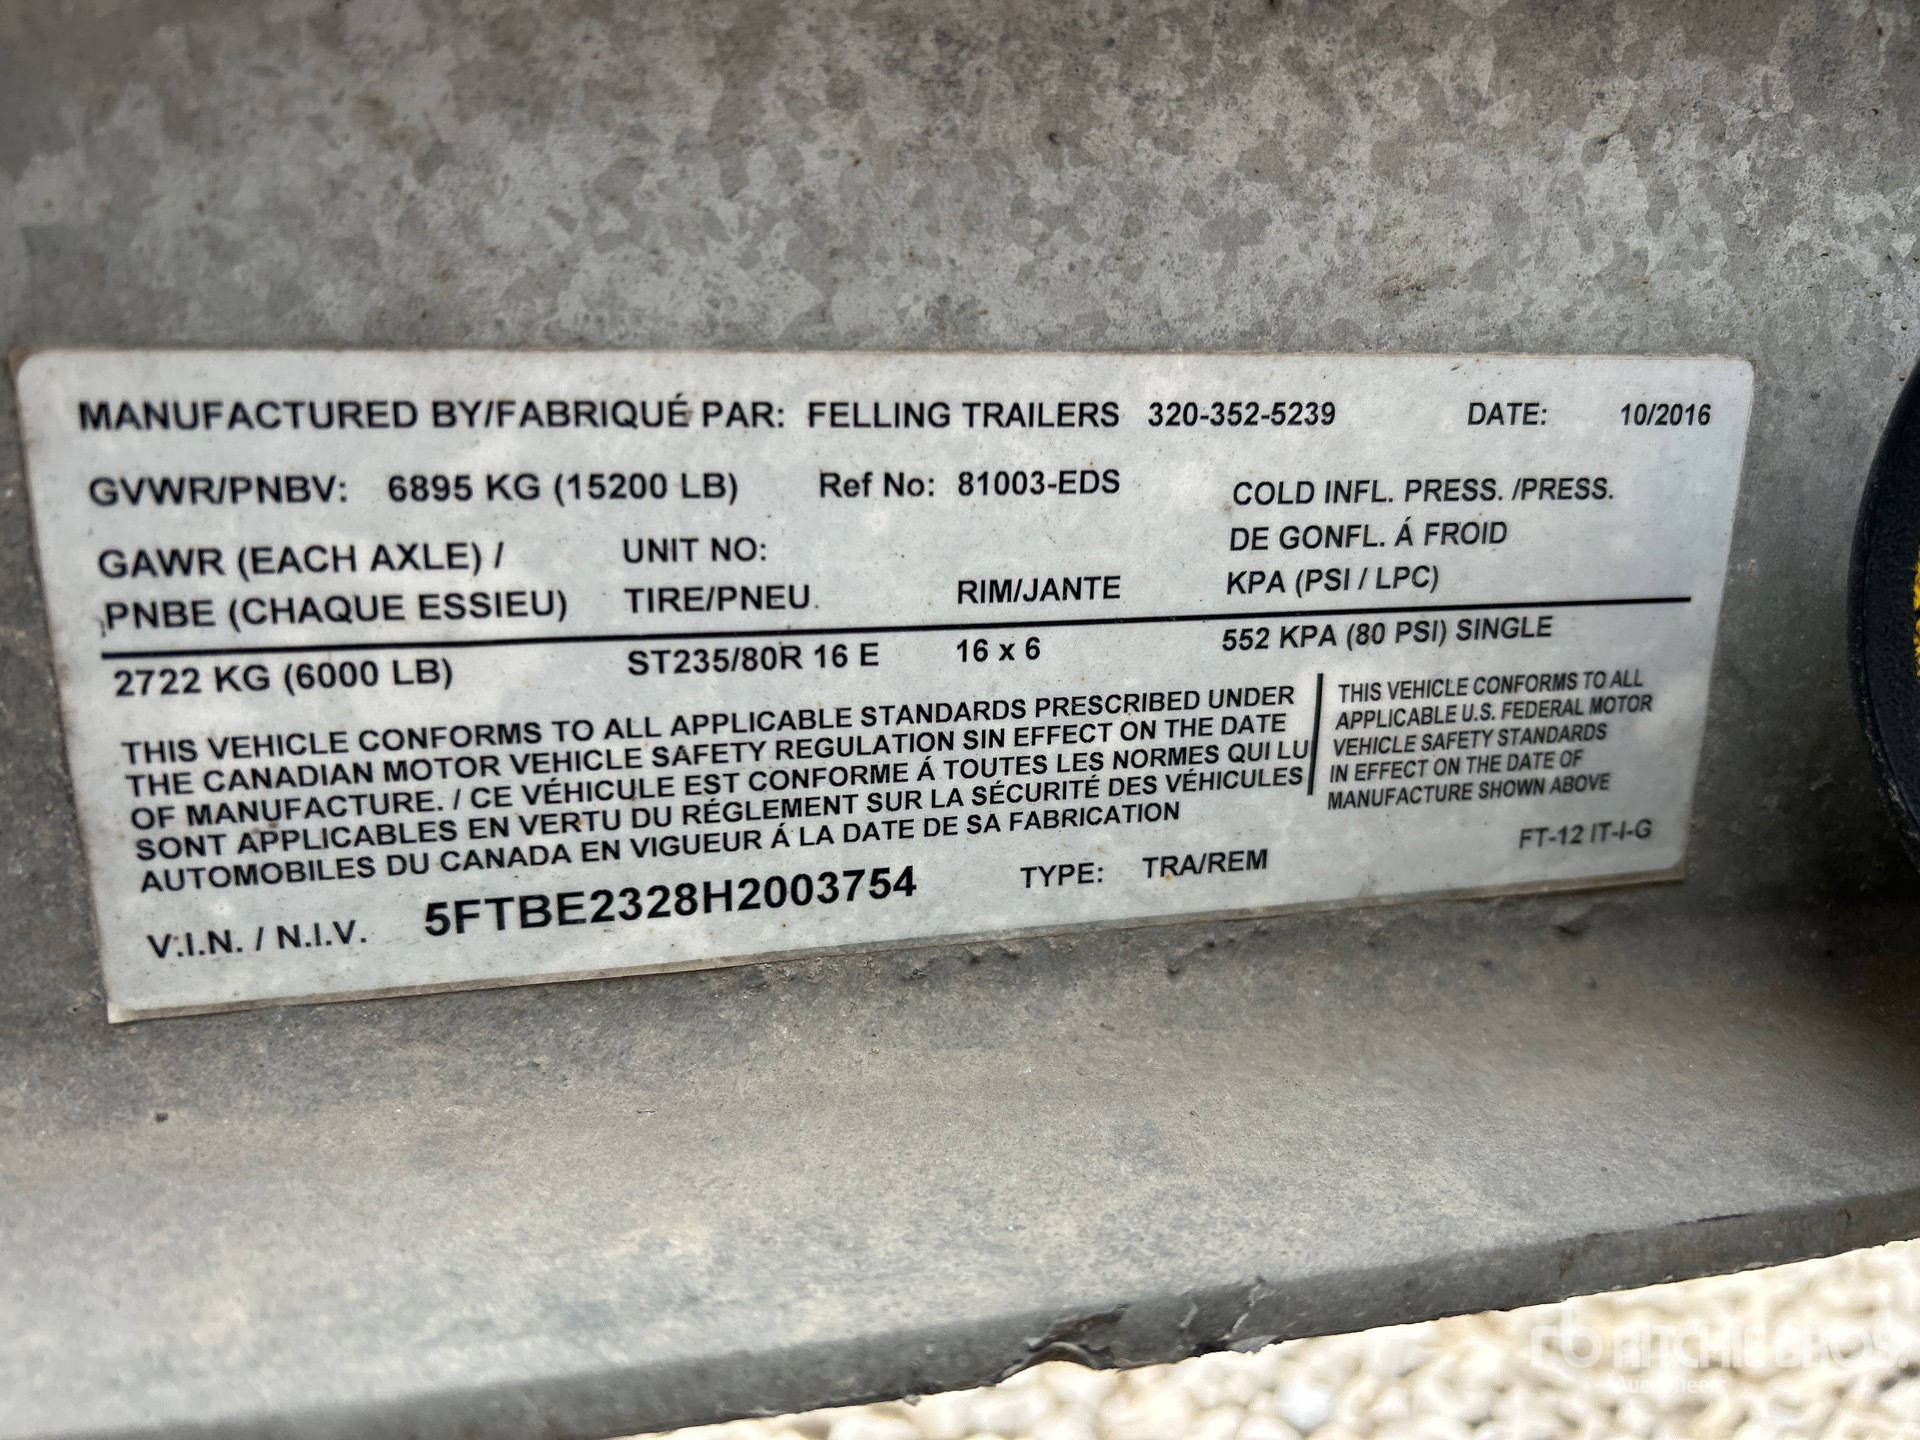 MANUFACTURED BY/FABRIQUÉ PAR: FELLING TRAILERS 320-352-5239 DATE: 10/2016
GVWR/PNBV: 6895 KG (15200 LB) Ref No: 81003-EDS
COLD INFL. PRESS. /PRESS.
DE GONFL. Á FROID
KPA (PSI / LPC)
GAWR (EACH AXLE) / UNIT NO:
PNBE (CHAQUE ESSIEU) TIRE/PNEU RIM/JANTE
2722 KG (6000 LB) ST235/80R 16 E 16 x 6 552 KPA (80 PSI) SINGLE
THIS VEHICLE CONFORMS TO ALL APPLICABLE STANDARDS PRESCRIBED UNDER
THE CANADIAN MOTOR VEHICLE SAFETY REGULATION SIN EFFECT ON THE DATE
OF MANUFACTURE. / CE VÉHICULE EST CONFORME Á TOUTES LES NORMES QUI LU
SONT APPLICABLES EN VERTU DU RÉGLEMENT SUR LA SÉCURITÉ DES VÉHICULES
AUTOMOBILES DU CANADA EN VIGUEUR Á LA DATE DE SA FABRICATION
THIS VEHICLE CONFORMS TO ALL
APPLICABLE U.S. FEDERAL MOTOR
VEHICLE SAFETY STANDARDS
IN EFFECT ON THE DATE OF
MANUFACTURE SHOWN ABOVE
V.I.N. / N.I.V. 5FTBE2328H2003754 TYPE: TRA/REM
FT-12 IT-I-G
rb RITCHIE BROS.
Auctioneers